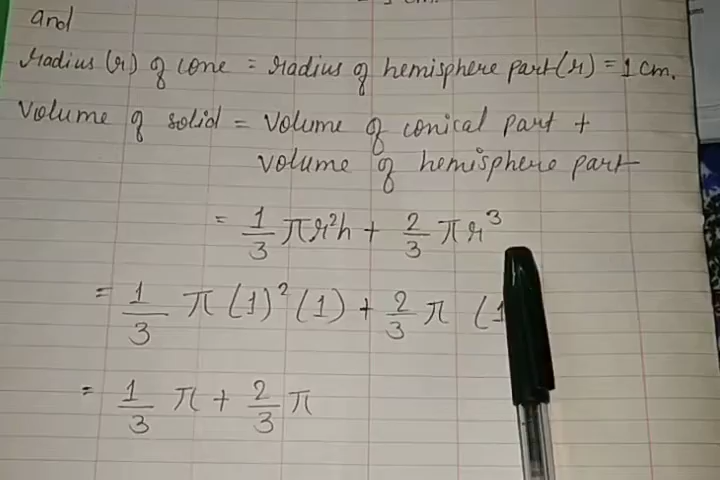 and
Radius (r) of cone = radius of hemisphere part (r) = 1 cm.
Volume of solid = Volume of conical part +
volume of hemisphere part
= 1/3 πr²h + 2/3 πr³
= 1/3 π (1)² (1) + 2/3 π (1
= 1/3 π + 2/3 π